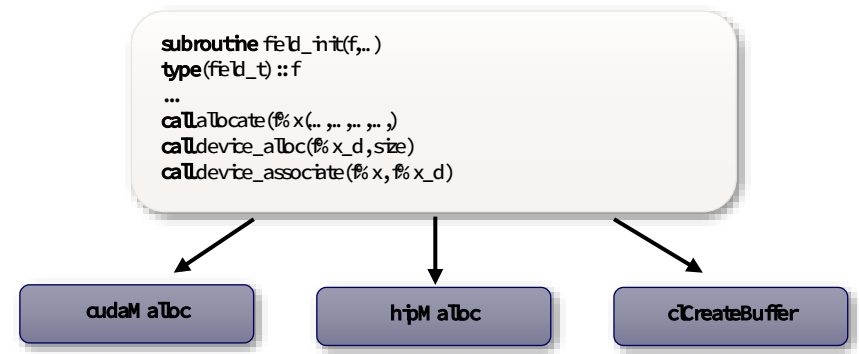 subroutine field_init(f,..)
type(field_t) :: f
...
call allocate(f%x(..,..,..,..,)
call device_alloc(f%x_d,size)
call device_associate(f%x, f%x_d)
cudaMalloc hipMalloc clCreateBuffer